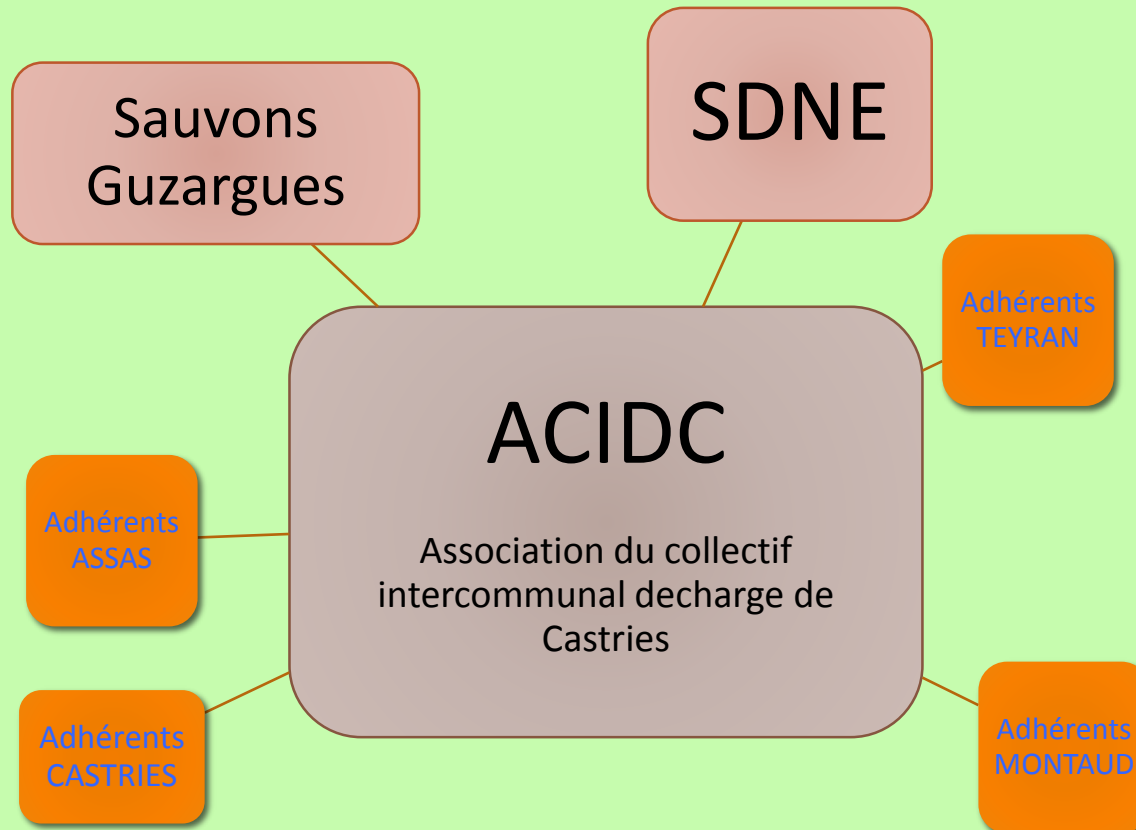 Sauvons
Guzargues
SDNE
Adhérents
TEYRAN
ACIDC
Association du collectif
intercommunal decharge de
Castries
Adhérents
ASSAS
Adhérents
CASTRIES
Adhérents
MONTAUD